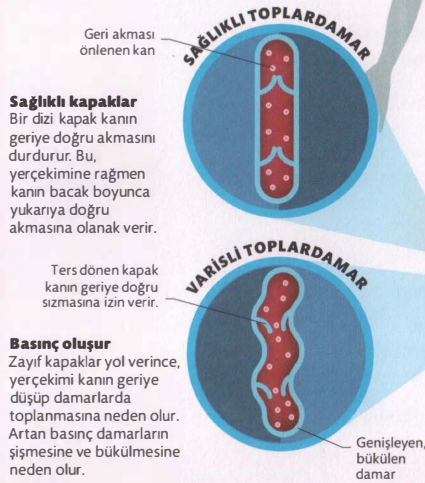 SAĞLIKLI TOPLARDAMAR
Geri akması
önlenen kan
Sağlıklı kapaklar
Bir dizi kapak kanın
geriye doğru akmasını
durdurur. Bu,
yerçekimine rağmen
kanın bacak boyunca
yukarıya doğru
akmasına olanak verir.
VARİSLİ TOPLARDAMAR
Ters dönen kapak
kanın geriye doğru
sızmasına izin verir.
Basınç oluşur
Zayıf kapaklar yol verince,
yerçekimi kanın geriye
düşüp damarlarda
toplanmasına neden olur.
Artan basınç damarların
şişmesine ve bükülmesine
neden olur.
Genişleyen,
bükülen
damar